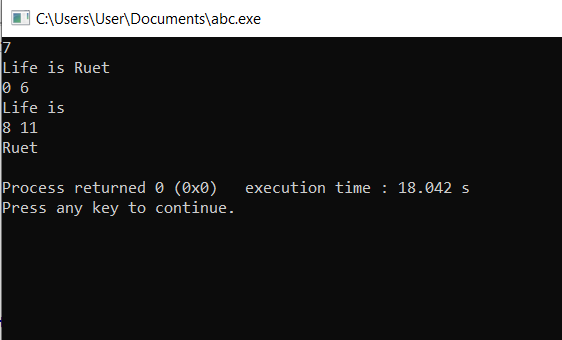 C:\Users\User\Documents\abc.exe
7
Life is Ruet
0 6
Life is
8 11
Ruet
Process returned 0 (0x0)   execution time : 18.042 s
Press any key to continue.